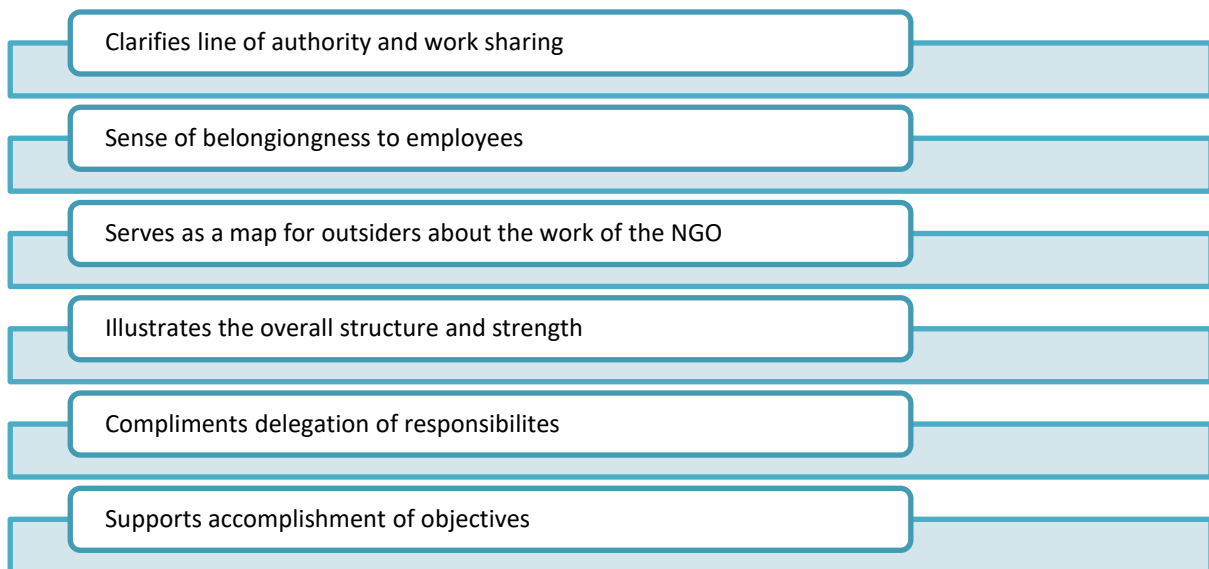 Clarifies line of authority and work sharing
Sense of belongiongness to employees
Serves as a map for outsiders about the work of the NGO
Illustrates the overall structure and strength
Compliments delegation of responsibilites
Supports accomplishment of objectives